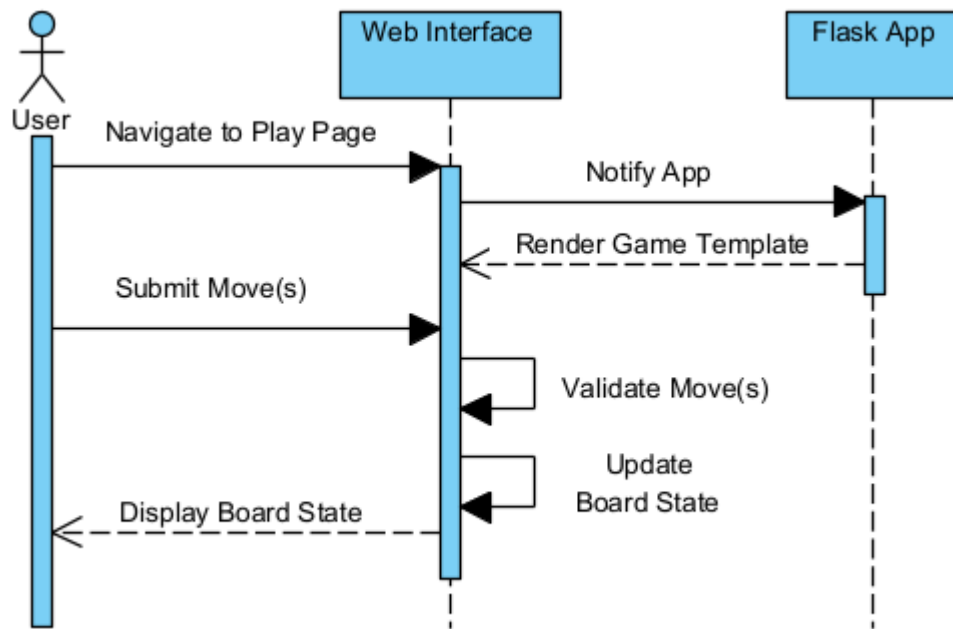 Web Interface
Flask App
User
Navigate to Play Page
Notify App
Render Game Template
Submit Move(s)
Validate Move(s)
Update
Board State
Display Board State